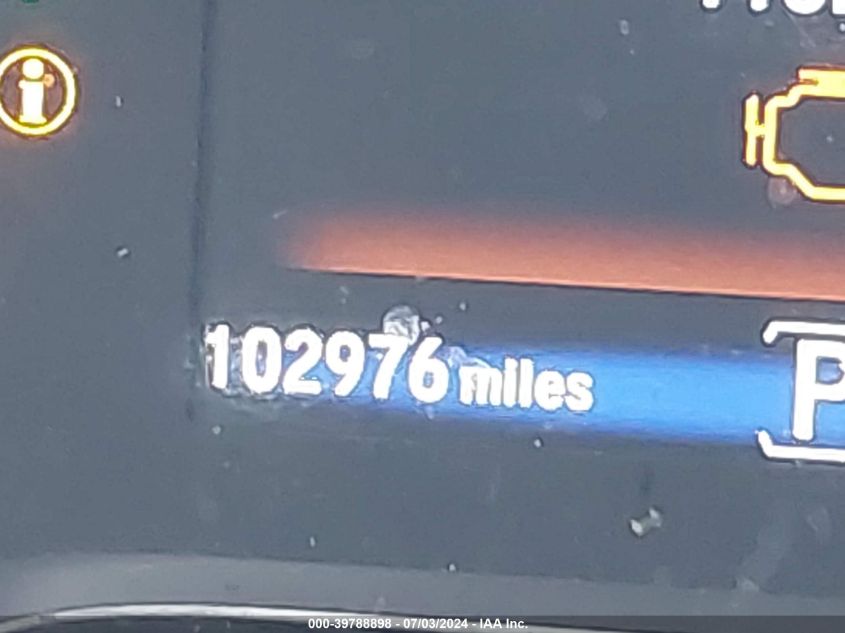 i
102976 miles
P
000-39788898 - 07/03/2024 - IAA Inc.